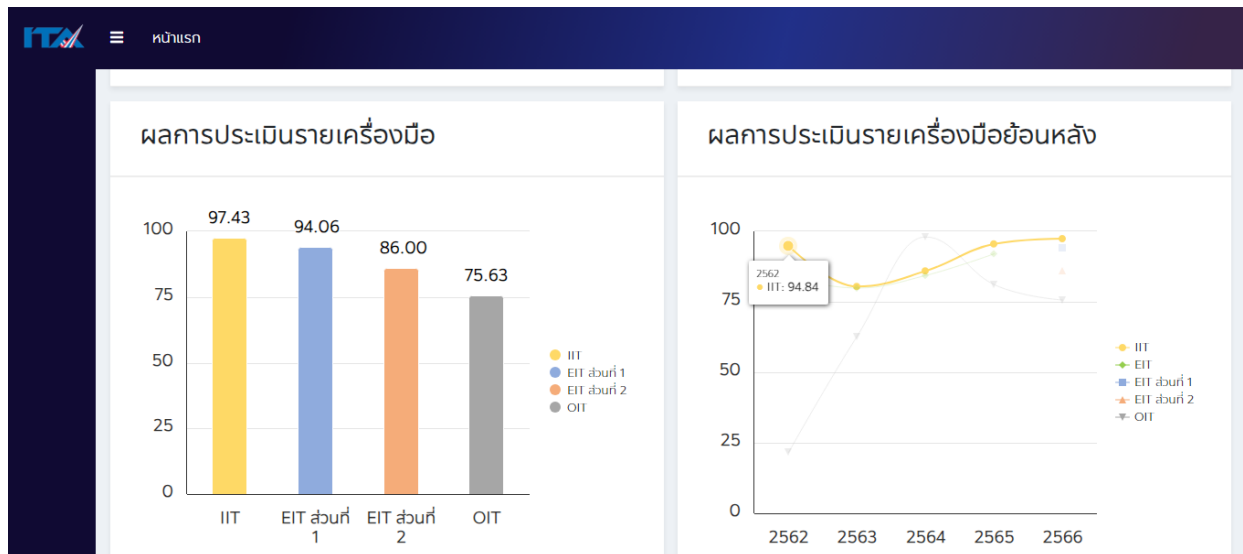 ITA
หน้าแรก
ผลการประเมินรายเครื่องมือ
100
75
50
25
0
97.43
94.06
86.00
75.63
IIT
EIT ส่วนที่
1
EIT ส่วนที่
2
OIT
IIT
EIT ส่วนที่ 1
EIT ส่วนที่ 2
OIT
ผลการประเมินรายเครื่องมือย้อนหลัง
100
75
50
25
0
2562
IIT: 94.84
2562
2563
2564
2565
2566
IIT
EIT
EIT ส่วนที่ 1
EIT ส่วนที่ 2
OIT